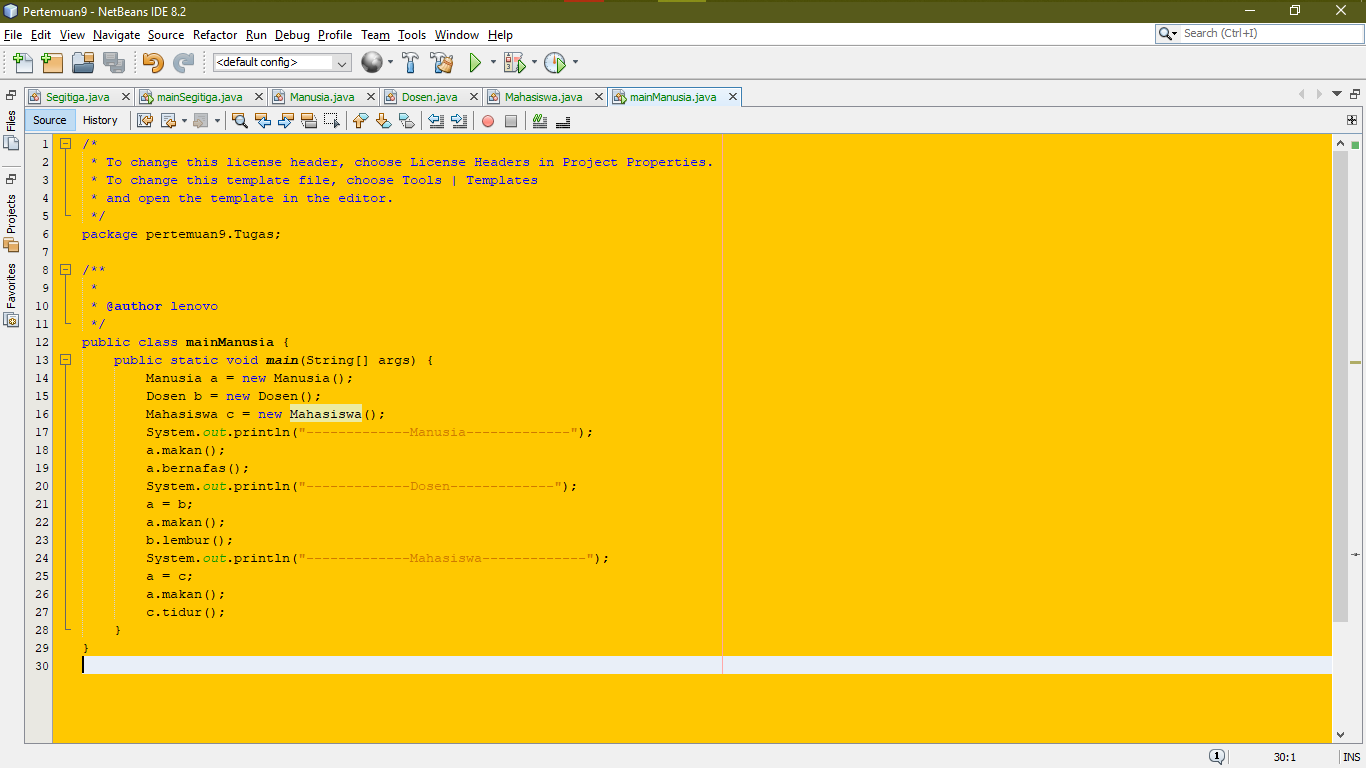 Pertemuan9 - NetBeans IDE 8.2
File Edit View Navigate Source Refactor Run Debug Profile Team Tools Window Help
Search (Ctrl+I)
<default config>
Segitiga.java mainSegitiga.java Manusia.java Dosen.java Mahasiswa.java mainManusia.java
Source History
Files
Projects
Favorites
1 /*
2 * To change this license header, choose License Headers in Project Properties.
3 * To change this template file, choose Tools | Templates
4 * and open the template in the editor.
5 */
6 package pertemuan9.Tugas;
7
8 /**
9 *
10 * @author lenovo
11 */
12 public class mainManusia {
13 public static void main(String[] args) {
14 Manusia a = new Manusia();
15 Dosen b = new Dosen();
16 Mahasiswa c = new Mahasiswa();
17 System.out.println("-------------Manusia-------------");
18 a.makan();
19 a.bernafas();
20 System.out.println("-------------Dosen-------------");
21 a = b;
22 a.makan();
23 b.lembur();
24 System.out.println("-------------Mahasiswa-------------");
25 a = c;
26 a.makan();
27 c.tidur();
28 }
29 }
30
1 30:1 INS